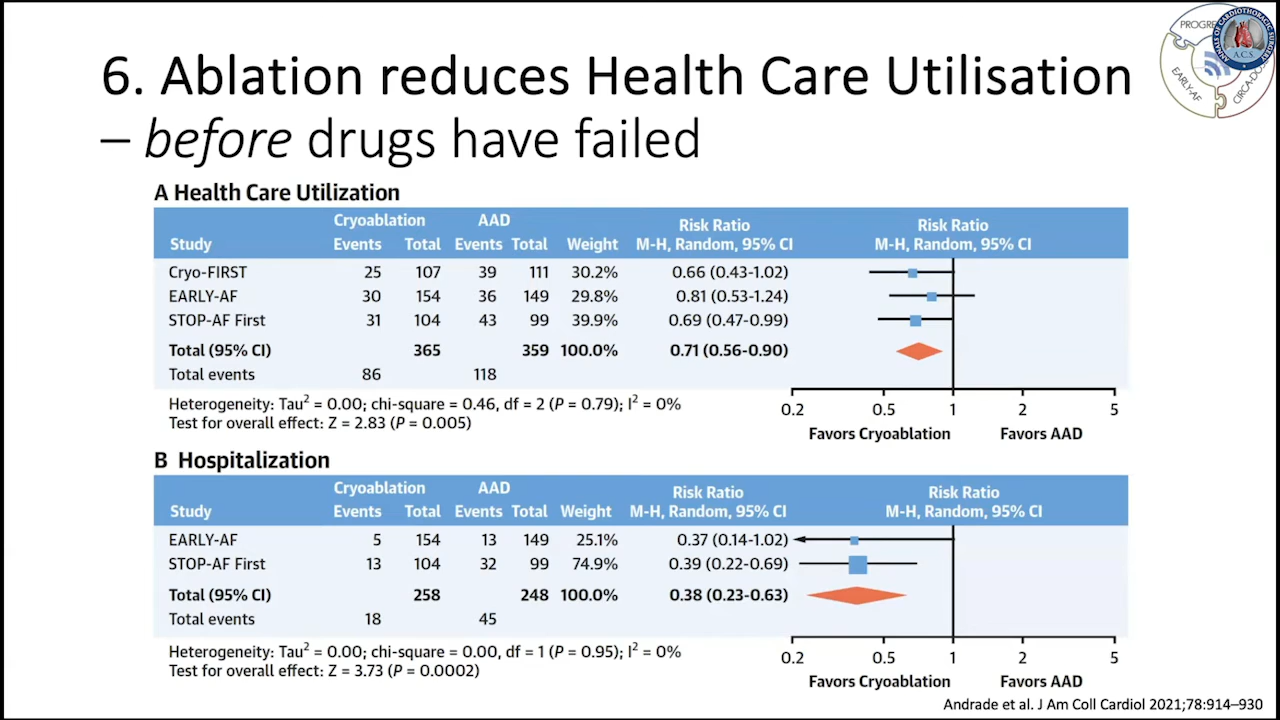 6. Ablation reduces Health Care Utilisation
– before drugs have failed
A Health Care Utilization
Cryoablation AAD Risk Ratio Risk Ratio
Study Events Total Events Total Weight M-H, Random, 95% CI M-H, Random, 95% CI
Cryo-FIRST 25 107 39 111 30.2% 0.66 (0.43-1.02)
EARLY-AF 30 154 36 149 29.8% 0.81 (0.53-1.24)
STOP-AF First 31 104 43 99 39.9% 0.69 (0.47-0.99)
Total (95% CI) 365 359 100.0% 0.71 (0.56-0.90)
Total events 86 118
Heterogeneity: Tau² = 0.00; chi-square = 0.46, df = 2 (P = 0.79); I² = 0%
Test for overall effect: Z = 2.83 (P = 0.005)
0.2 0.5 1 2 5
Favors Cryoablation Favors AAD
B Hospitalization
Cryoablation AAD Risk Ratio Risk Ratio
Study Events Total Events Total Weight M-H, Random, 95% CI M-H, Random, 95% CI
EARLY-AF 5 154 13 149 25.1% 0.37 (0.14-1.02)
STOP-AF First 13 104 32 99 74.9% 0.39 (0.22-0.69)
Total (95% CI) 258 248 100.0% 0.38 (0.23-0.63)
Total events 18 45
Heterogeneity: Tau² = 0.00; chi-square = 0.00, df = 1 (P = 0.95); I² = 0%
Test for overall effect: Z = 3.73 (P = 0.0002)
0.2 0.5 1 2 5
Favors Cryoablation Favors AAD
Andrade et al. J Am Coll Cardiol 2021;78:914–930
EARLY-AF
ANNALS OF CARDIOTHORACIC SURGERY
A C S